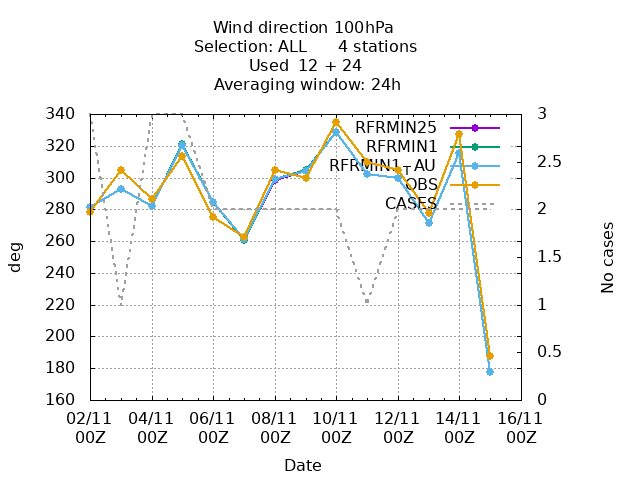 Wind direction 100hPa
Selection: ALL 4 stations
Used 12 + 24
Averaging window: 24h
RFRMIN25
RFRMIN1
RFRMIN1_TAU
OBS
CASES
340
320
300
280
260
240
220
200
180
160
deg
3
2.5
2
1.5
1
0.5
0
No cases
02/11 04/11 06/11 08/11 10/11 12/11 14/11 16/11
00Z 00Z 00Z 00Z 00Z 00Z 00Z 00Z
Date